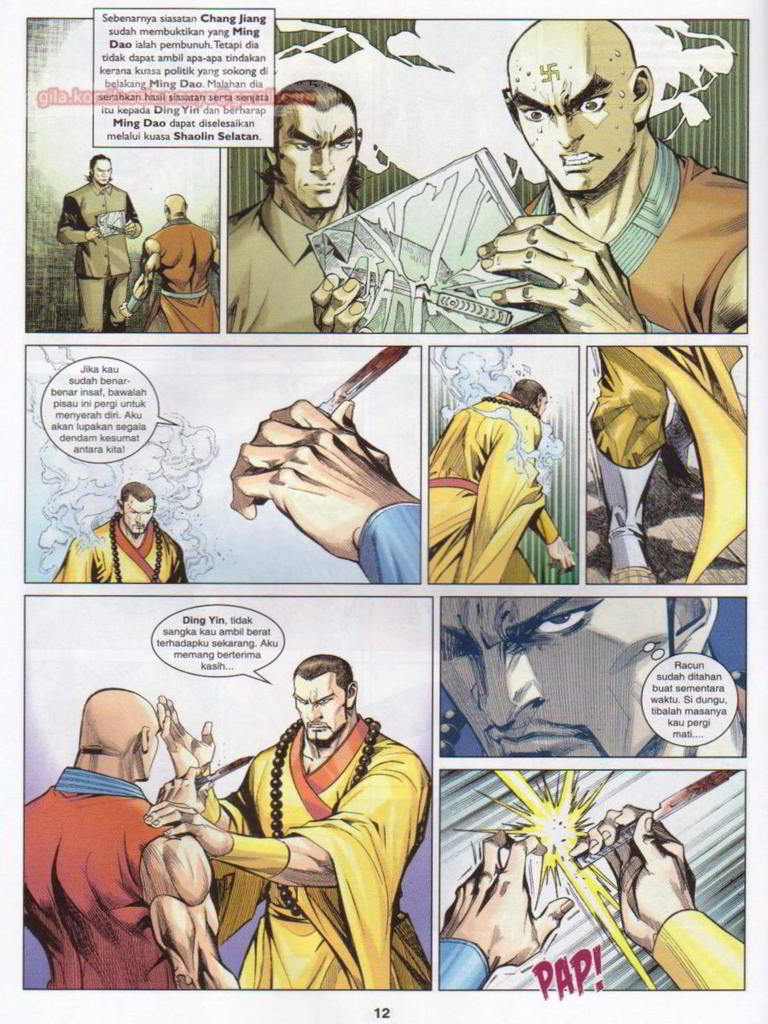 Sebenarnya siasatan Chang Jiang
sudah membuktikan yang Ming
Dao ialah pembunuh.Tetapi dia
tidak dapat ambil apa-apa tindakan
kerana kuasa politik yang sokong di
belakang Ming Dao. Malahan dia
serahkan hasil siasatan serta senjata
itu kepada Ding Yin dan berharap
Ming Dao dapat diselesaikan
melalui kuasa Shaolin Selatan.
Jika kau
sudah benar-
benar insaf, bawalah
pisau ini pergi untuk
menyerah diri. Aku
akan lupakan segala
dendam kesumat
antara kita!
Ding Yin, tidak
sangka kau ambil berat
terhadapku sekarang. Aku
memang berterima
kasih...
Racun
sudah ditahan
buat sementara
waktu. Si dungu,
tibalah masanya
kau pergi
mati....
PAP!
12